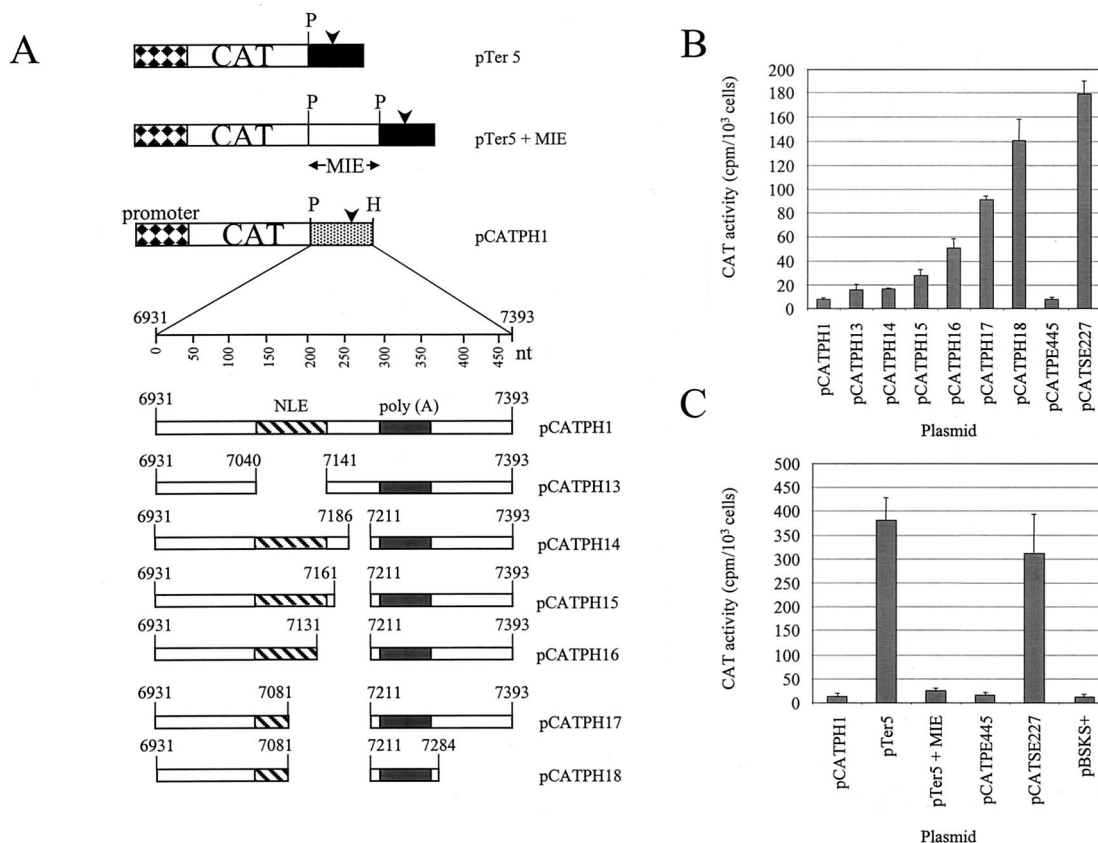 A
P
CAT
pTer 5
P P
CAT
pTer5 + MIE
MIE
promoter
P H
CAT
pCATPH1
6931 7393
0 50 100 150 200 250 300 350 400 450 nt
6931 NLE poly (A) 7393
pCATPH1
6931 7040 7141 7393
pCATPH13
6931 7186 7211 7393
pCATPH14
6931 7161 7211 7393
pCATPH15
6931 7131 7211 7393
pCATPH16
6931 7081 7211 7393
pCATPH17
6931 7081 7211 7284
pCATPH18
B
CAT activity (cpm/10³ cells)
200
180
160
140
120
100
80
60
40
20
0
pCATPH1
pCATPH13
pCATPH14
pCATPH15
pCATPH16
pCATPH17
pCATPH18
pCATPE445
pCATSE227
Plasmid
C
CAT activity (cpm/10³ cells)
500
450
400
350
300
250
200
150
100
50
0
pCATPH1
pTer5
pTer5 + MIE
pCATPE445
pCATSE227
pBSKS+
Plasmid